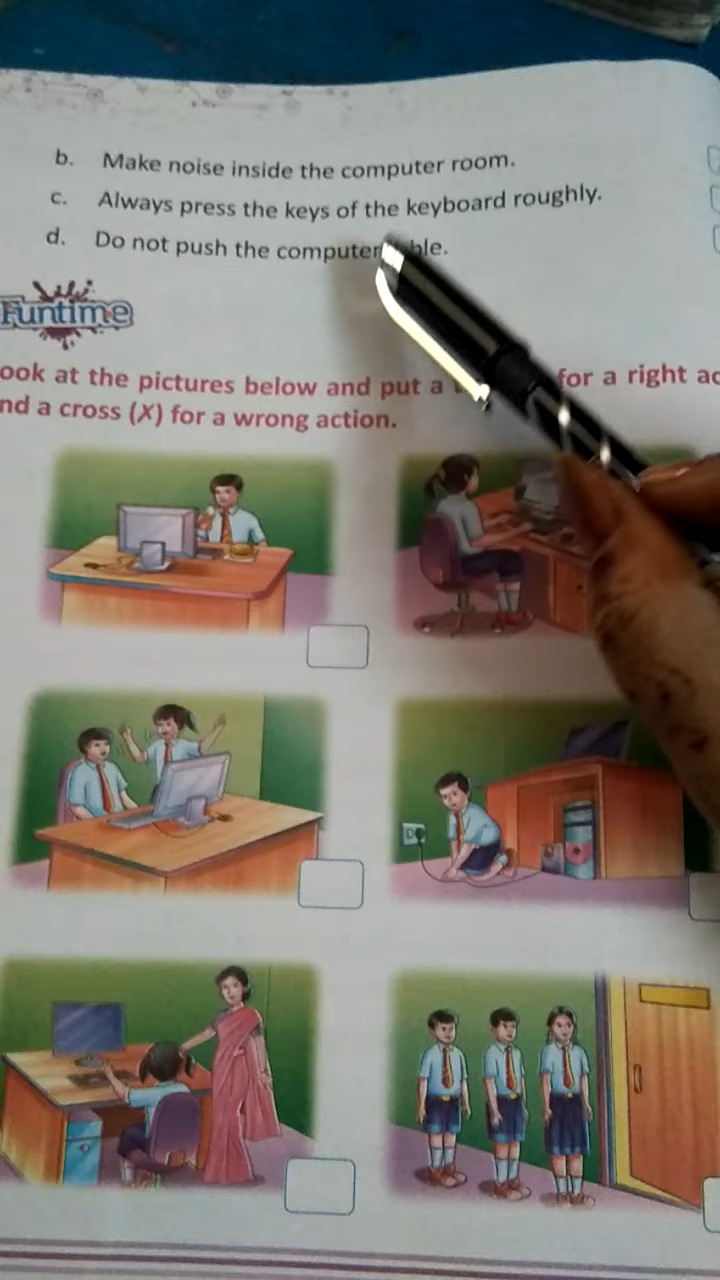 b. Make noise inside the computer room.
c. Always press the keys of the keyboard roughly.
d. Do not push the computer
Funtime
ook at the pictures below and put a for a right ac
nd a cross (X) for a wrong action.